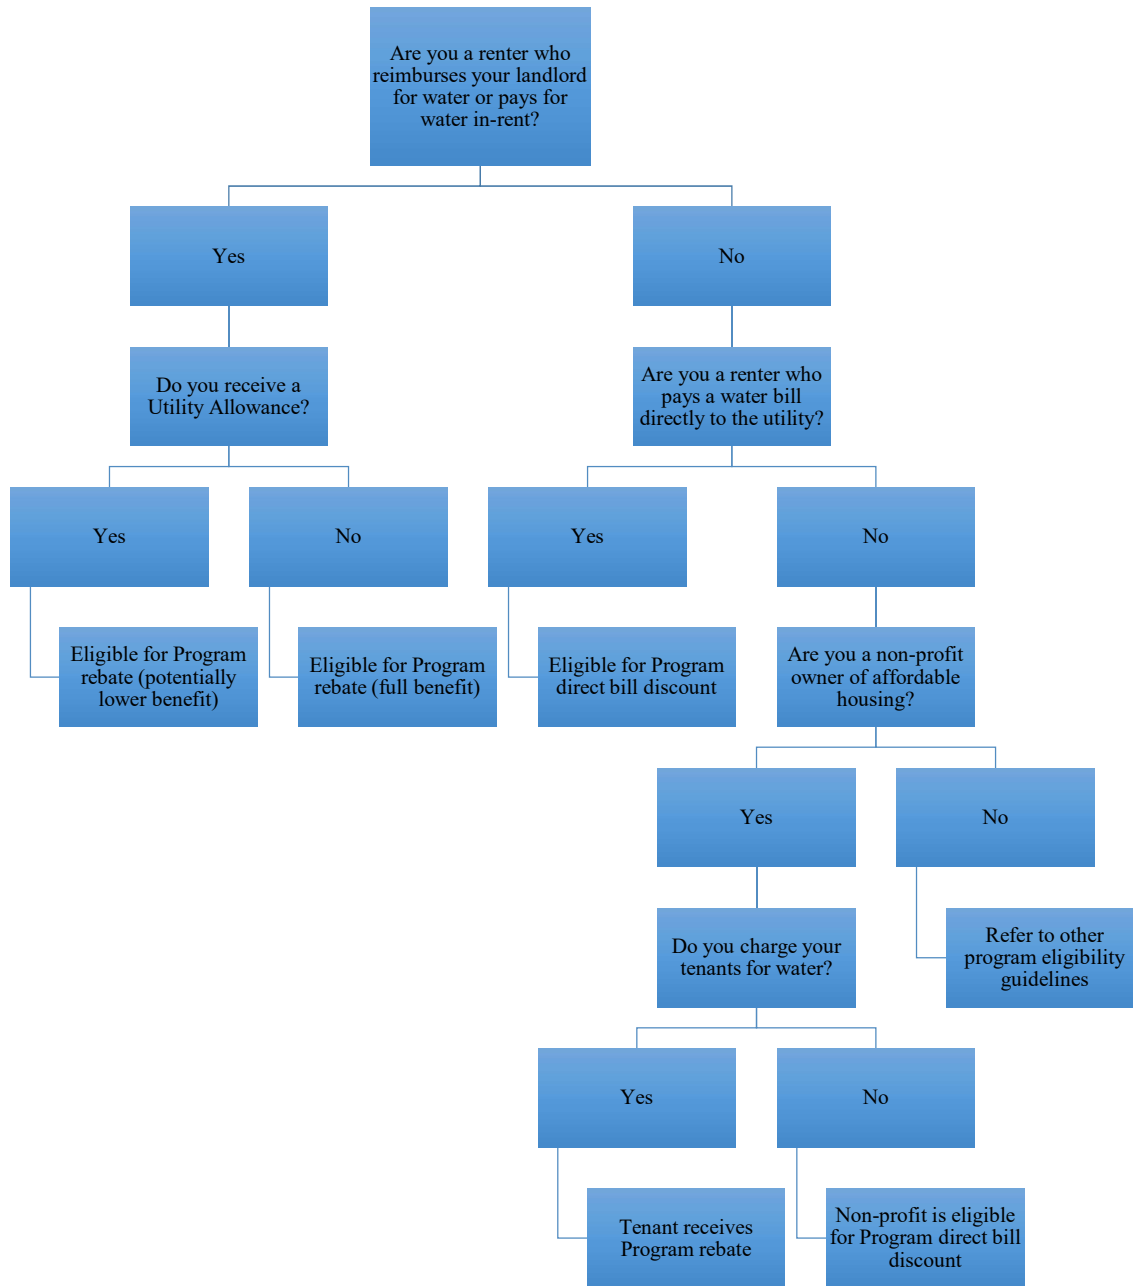 Are you a renter who
reimburses your landlord
for water or pays for
water in-rent?
Yes
No
Do you receive a
Utility Allowance?
Are you a renter who
pays a water bill
directly to the utility?
Yes
No
Yes
No
Eligible for Program
rebate (potentially
lower benefit)
Eligible for Program
rebate (full benefit)
Eligible for Program
direct bill discount
Are you a non-profit
owner of affordable
housing?
Yes
No
Do you charge your
tenants for water?
Refer to other
program eligibility
guidelines
Yes
No
Tenant receives
Program rebate
Non-profit is eligible
for Program direct bill
discount